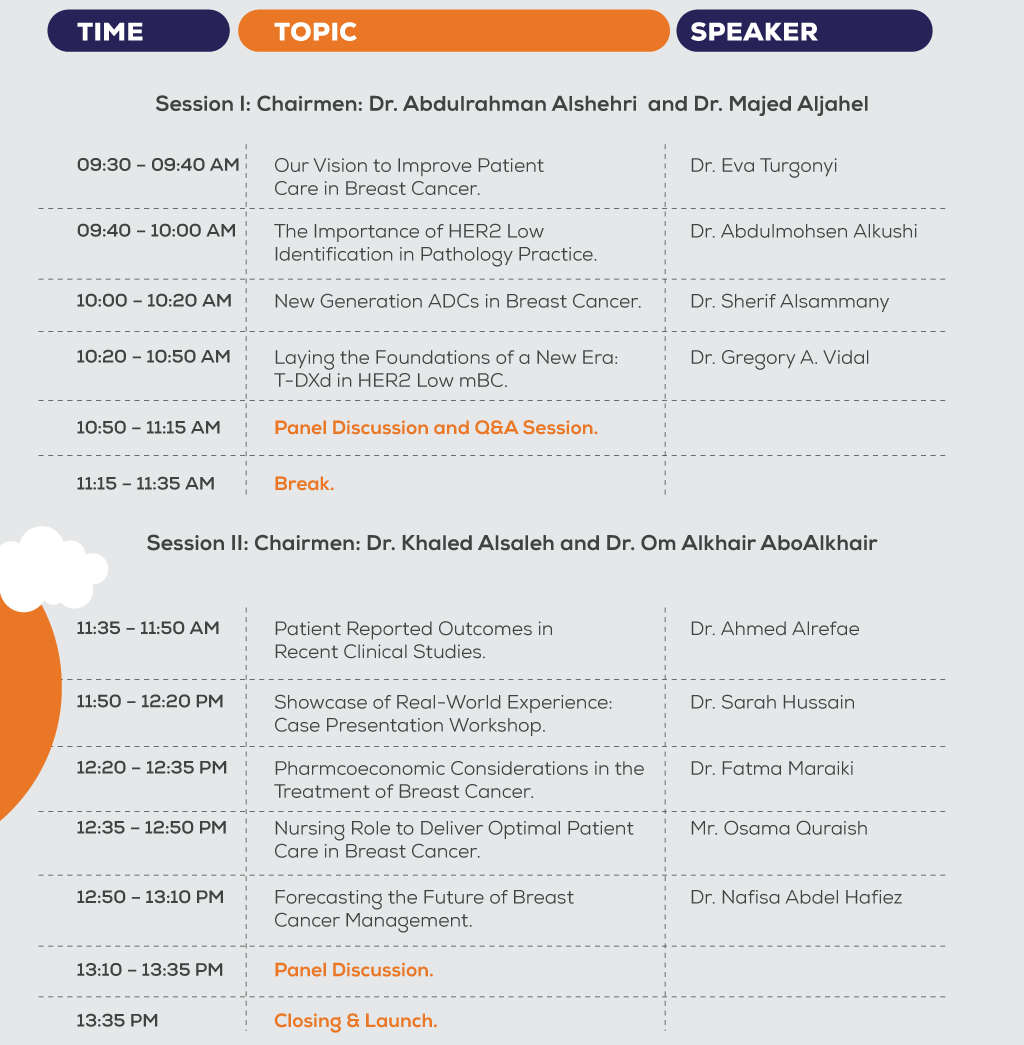 TIME TOPIC SPEAKER
Session I: Chairmen: Dr. Abdulrahman Alshehri and Dr. Majed Aljahel
09:30 – 09:40 AM Our Vision to Improve Patient Dr. Eva Turgonyi
Care in Breast Cancer.
09:40 – 10:00 AM The Importance of HER2 Low Dr. Abdulmohsen Alkushi
Identification in Pathology Practice.
10:00 – 10:20 AM New Generation ADCs in Breast Cancer. Dr. Sherif Alsammany
10:20 – 10:50 AM Laying the Foundations of a New Era: Dr. Gregory A. Vidal
T-DXd in HER2 Low mBC.
10:50 – 11:15 AM Panel Discussion and Q&A Session.
11:15 – 11:35 AM Break.
Session II: Chairmen: Dr. Khaled Alsaleh and Dr. Om Alkhair AboAlkhair
11:35 – 11:50 AM Patient Reported Outcomes in Dr. Ahmed Alrefae
Recent Clinical Studies.
11:50 – 12:20 PM Showcase of Real-World Experience: Dr. Sarah Hussain
Case Presentation Workshop.
12:20 – 12:35 PM Pharmcoeconomic Considerations in the Dr. Fatma Maraiki
Treatment of Breast Cancer.
12:35 – 12:50 PM Nursing Role to Deliver Optimal Patient Mr. Osama Quraish
Care in Breast Cancer.
12:50 – 13:10 PM Forecasting the Future of Breast Dr. Nafisa Abdel Hafiez
Cancer Management.
13:10 – 13:35 PM Panel Discussion.
13:35 PM Closing & Launch.